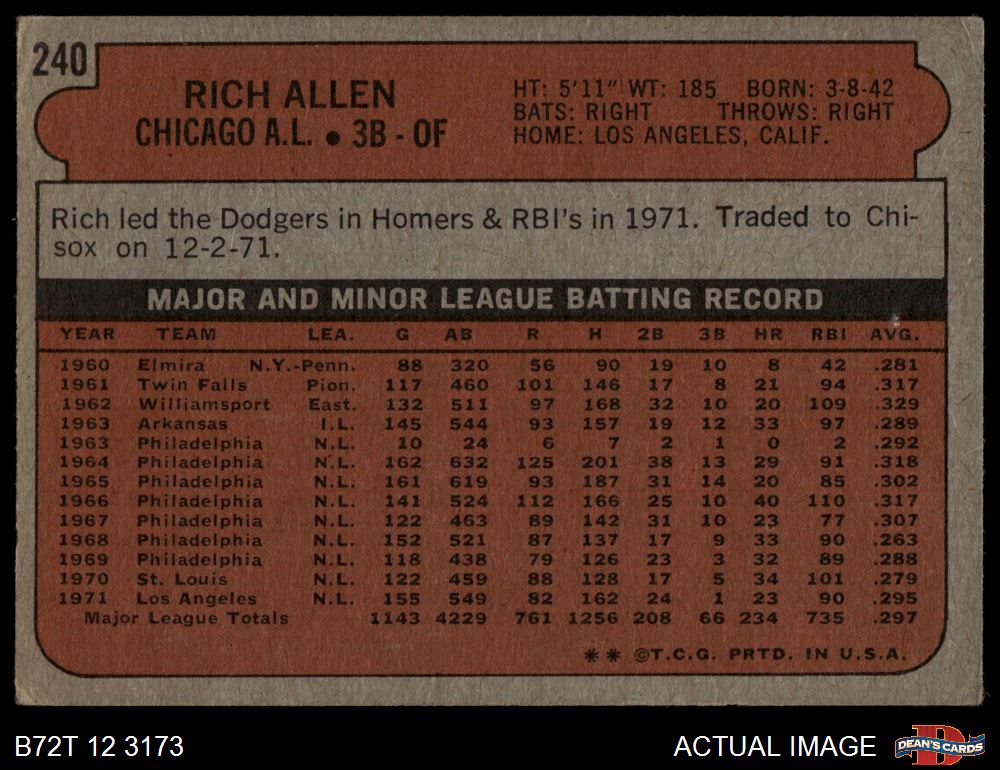 240
RICH ALLEN
CHICAGO A.L. • 3B - OF
HT: 5'11" WT: 185 BORN: 3-8-42
BATS: RIGHT THROWS: RIGHT
HOME: LOS ANGELES, CALIF.
Rich led the Dodgers in Homers & RBI's in 1971. Traded to Chi-
sox on 12-2-71.
MAJOR AND MINOR LEAGUE BATTING RECORD
YEAR TEAM LEA. G AB R H 2B 3B HR RBI AVG.
1960 Elmira N.Y.-Penn. 88 320 56 90 19 10 8 42 .281
1961 Twin Falls Pion. 117 460 101 146 17 8 21 94 .317
1962 Williamsport East. 132 511 97 168 32 10 20 109 .329
1963 Arkansas I.L. 145 544 93 157 19 12 33 97 .289
1963 Philadelphia N.L. 10 24 6 7 2 1 0 2 .292
1964 Philadelphia N.L. 162 632 125 201 38 13 29 91 .318
1965 Philadelphia N.L. 161 619 93 187 31 14 20 85 .302
1966 Philadelphia N.L. 141 524 112 166 25 10 40 110 .317
1967 Philadelphia N.L. 122 463 89 142 31 10 23 77 .307
1968 Philadelphia N.L. 152 521 87 137 17 9 33 90 .263
1969 Philadelphia N.L. 118 438 79 126 23 3 32 89 .288
1970 St. Louis N.L. 122 459 88 128 17 5 34 101 .279
1971 Los Angeles N.L. 155 549 82 162 24 1 23 90 .295
Major League Totals 1143 4229 761 1256 208 66 234 735 .297
** ©T.C.G. PRTD. IN U.S.A.
B72T 12 3173
ACTUAL IMAGE
D
DEAN'S CARDS